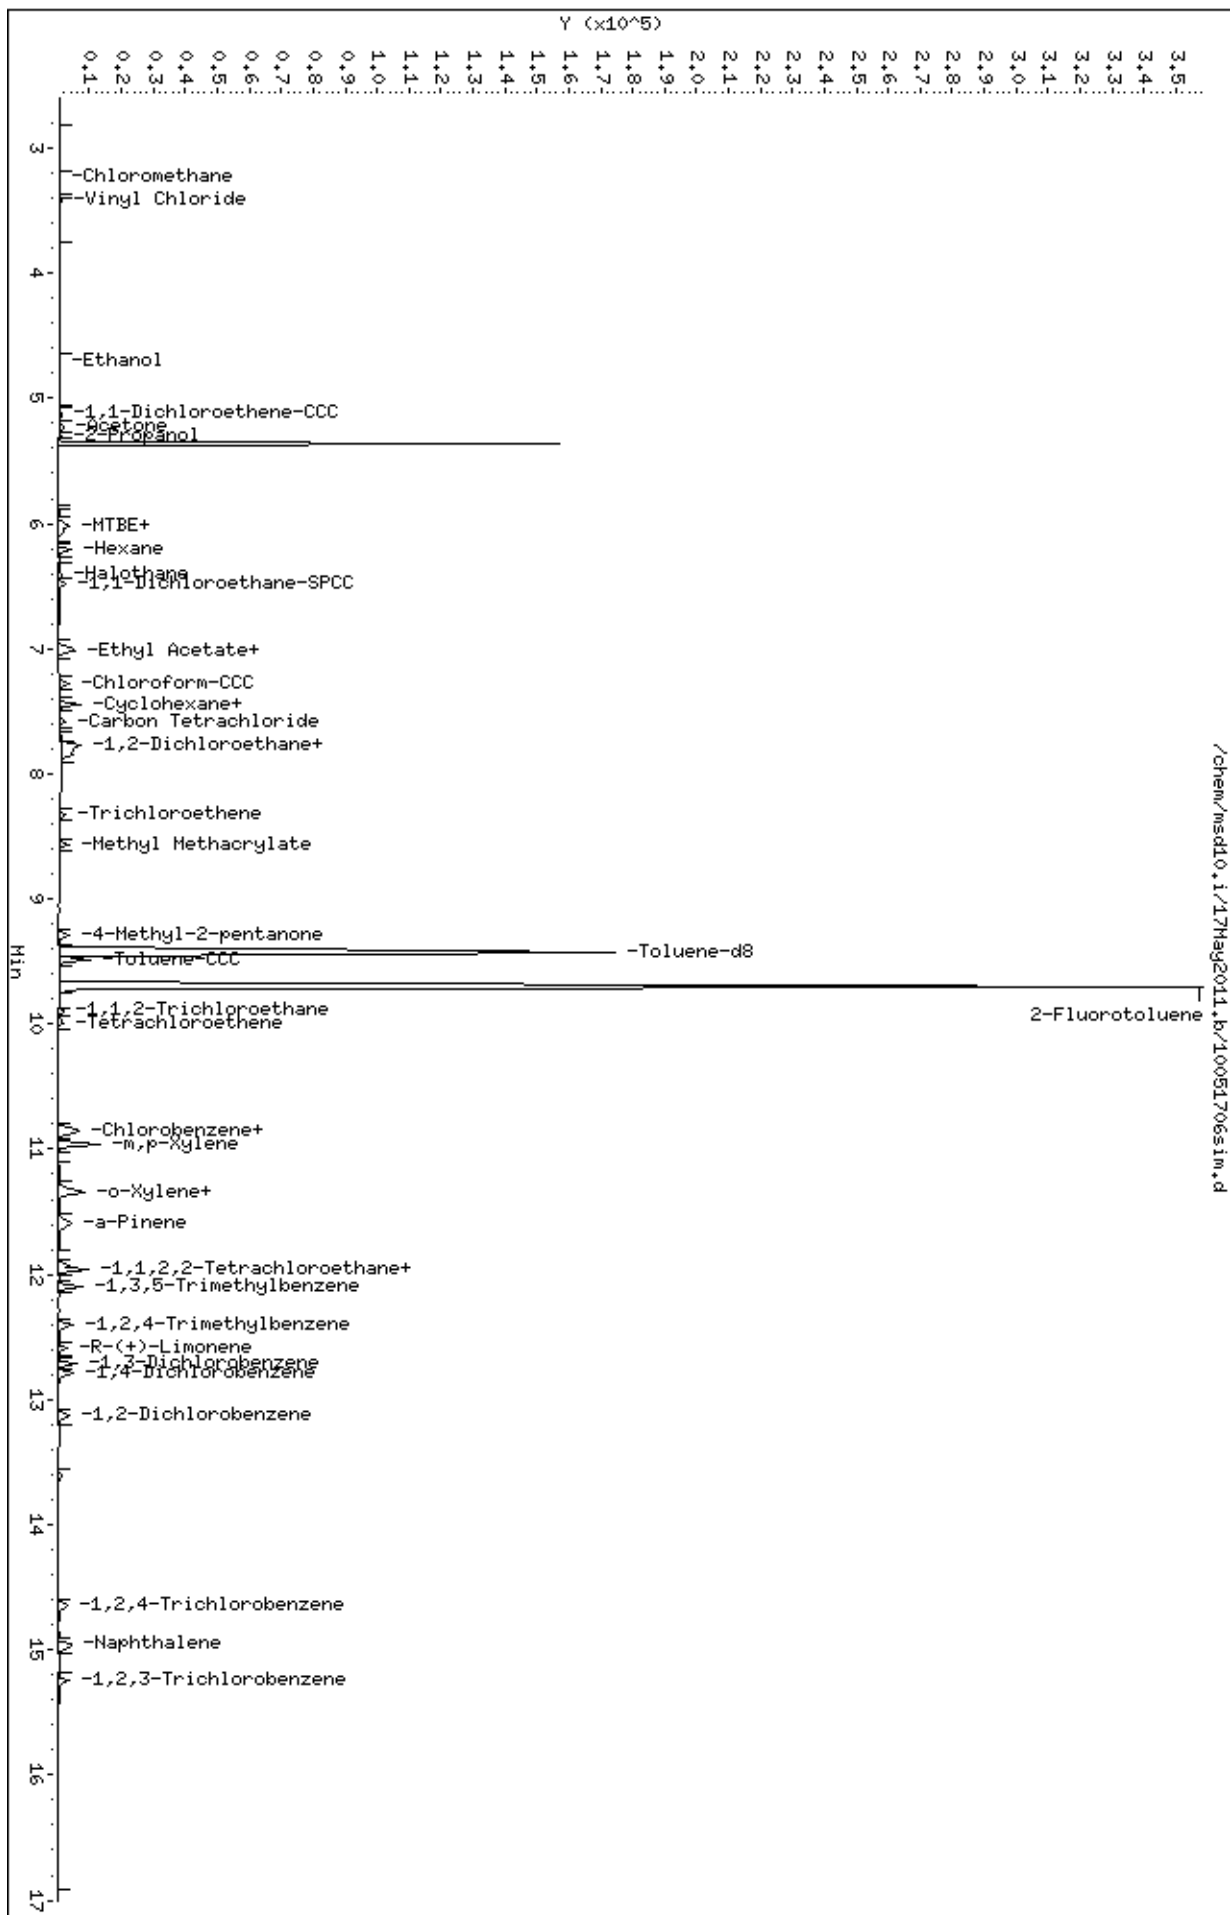 Y (x10^5)
0.1
0.2
0.3
0.4
0.5
0.6
0.7
0.8
0.9
1.0
1.1
1.2
1.3
1.4
1.5
1.6
1.7
1.8
1.9
2.0
2.1
2.2
2.3
2.4
2.5
2.6
2.7
2.8
2.9
3.0
3.1
3.2
3.3
3.4
3.5
3
-Chloromethane
-Vinyl Chloride
4
-Ethanol
5
-1,1-Dichloroethene-CCC
-Acetone
-2-Propanol
6
-MTBE+
-Hexane
-Halothane
-1,1-Dichloroethane-SPCC
7
-Ethyl Acetate+
-Chloroform-CCC
-Cyclohexane+
-Carbon Tetrachloride
-1,2-Dichloroethane+
8
-Trichloroethene
-Methyl Methacrylate
9
-4-Methyl-2-pentanone
-Toluene-d8
-Toluene-CCC
2-Fluorotoluene
-1,1,2-Trichloroethane
-Tetrachloroethene
10
-Chlorobenzene+
-m,p-Xylene
11
-o-Xylene+
-a-Pinene
-1,1,2,2-Tetrachloroethane+
12
-1,3,5-Trimethylbenzene
-1,2,4-Trimethylbenzene
-R-(+)-Limonene
-1,3-Dichlorobenzene
-1,4-Dichlorobenzene
13
-1,2-Dichlorobenzene
14
-1,2,4-Trichlorobenzene
-Naphthalene
15
-1,2,3-Trichlorobenzene
16
17
Min
/chem/msd10.i/17May2011.b/10051706sim.d